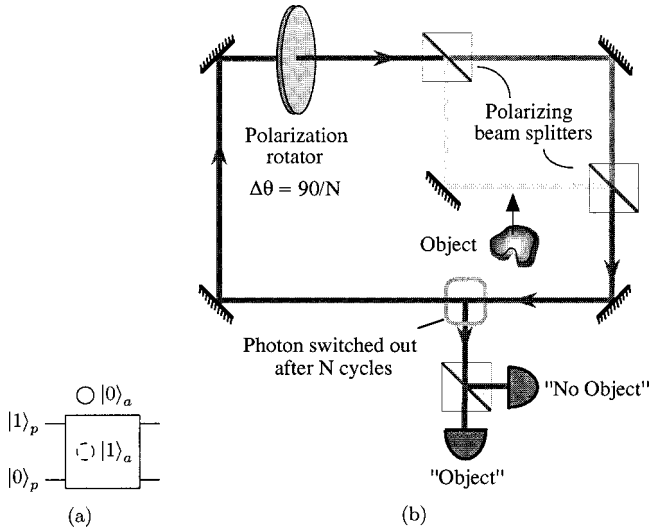 Polarizing
beam splitters
Polarization
rotator
Δθ = 90/N
Object
Photon switched out
after N cycles
"No Object"
"Object"
|0⟩a
|1⟩p
|1⟩a
|0⟩p
(a)
(b)